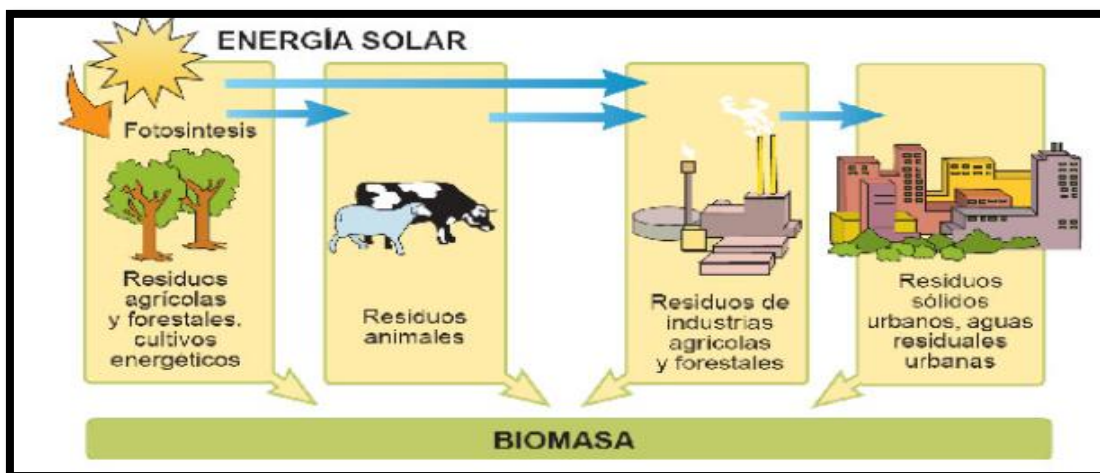 ENERGÍA SOLAR
Fotosintesis
Residuos
agrícolas
y forestales.
cultivos
energéticos
Residuos
animales
Residuos de
industrias
agrícolas
y forestales
Residuos
sólidos
urbanos, aguas
residuales
urbanas
BIOMASA